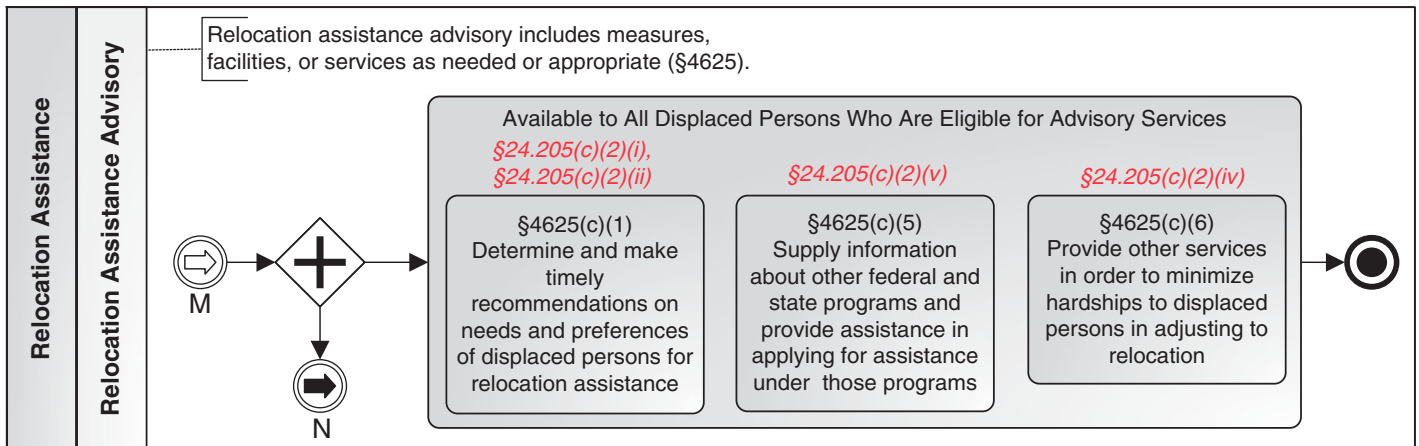 Relocation Assistance
Relocation Assistance Advisory
Relocation assistance advisory includes measures,
facilities, or services as needed or appropriate (§4625).
M
N
Available to All Displaced Persons Who Are Eligible for Advisory Services
§24.205(c)(2)(i),
§24.205(c)(2)(ii)
§4625(c)(1)
Determine and make
timely
recommendations on
needs and preferences
of displaced persons for
relocation assistance
§24.205(c)(2)(v)
§4625(c)(5)
Supply information
about other federal and
state programs and
provide assistance in
applying for assistance
under those programs
§24.205(c)(2)(iv)
§4625(c)(6)
Provide other services
in order to minimize
hardships to displaced
persons in adjusting to
relocation